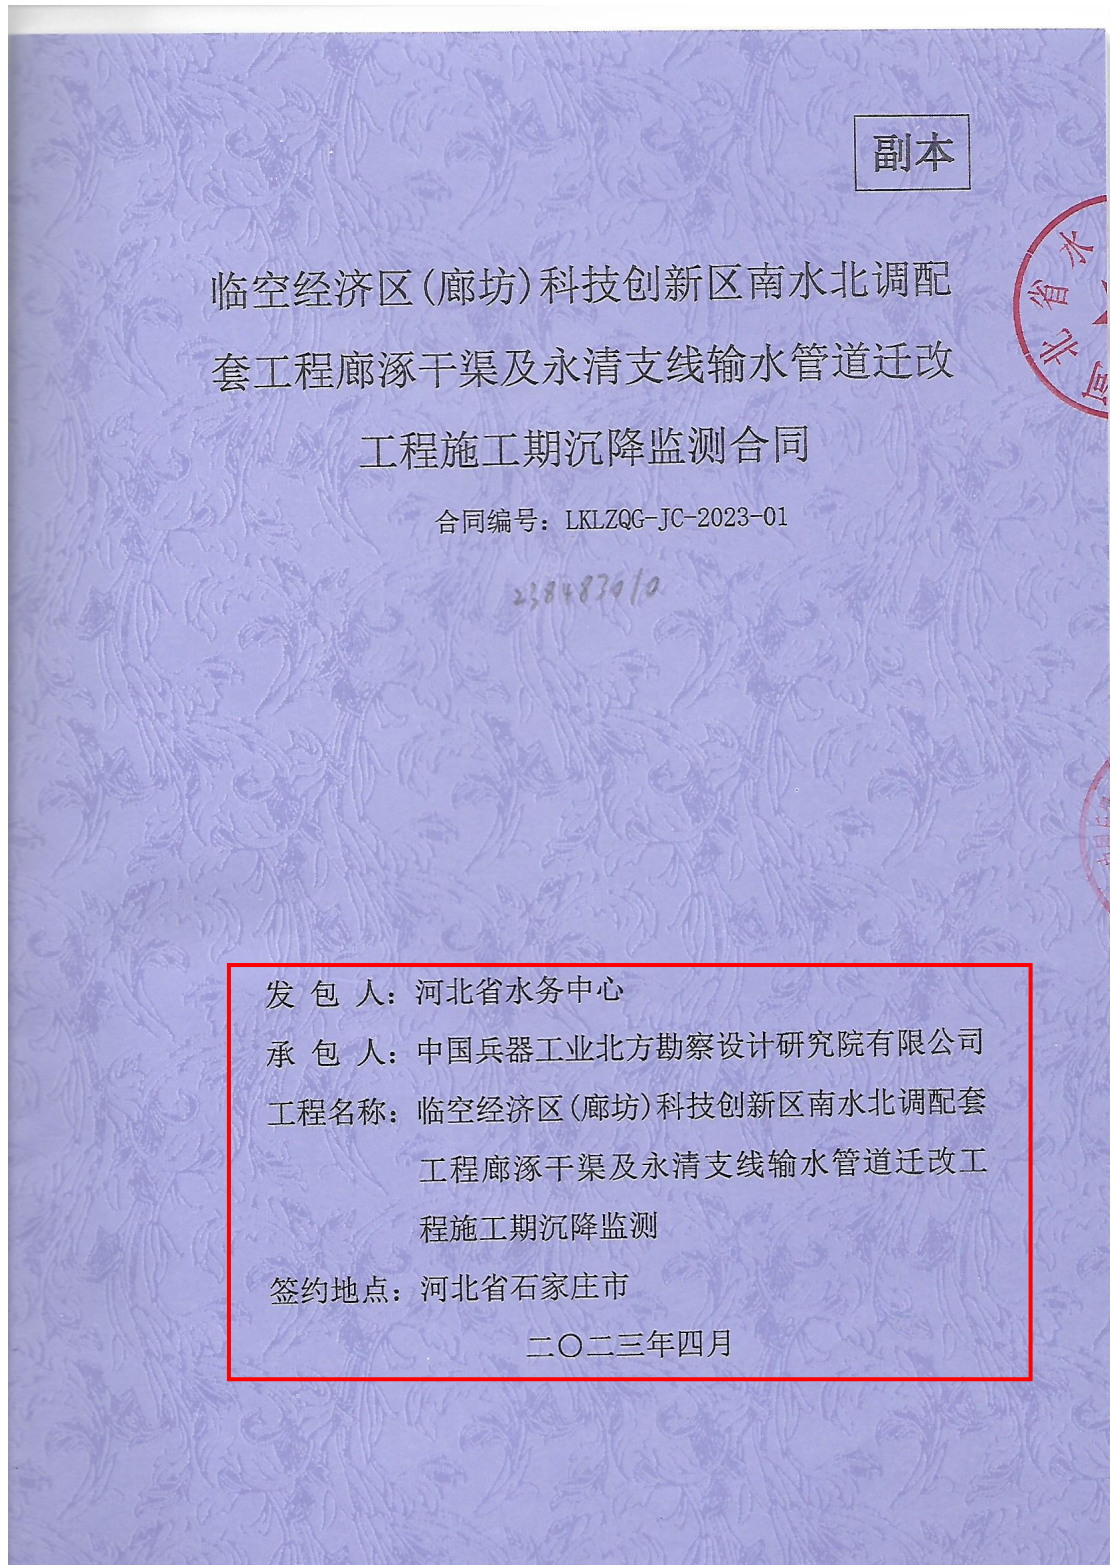 副本
河北省水
临空经济区(廊坊)科技创新区南水北调配
套工程廊涿干渠及永清支线输水管道迁改
工程施工期沉降监测合同
合同编号：LKLZQG-JC-2023-01
238483010
发包人：河北省水务中心
承包人：中国兵器工业北方勘察设计研究院有限公司
工程名称：临空经济区(廊坊)科技创新区南水北调配套
工程廊涿干渠及永清支线输水管道迁改工
程施工期沉降监测
签约地点：河北省石家庄市
二〇二三年四月